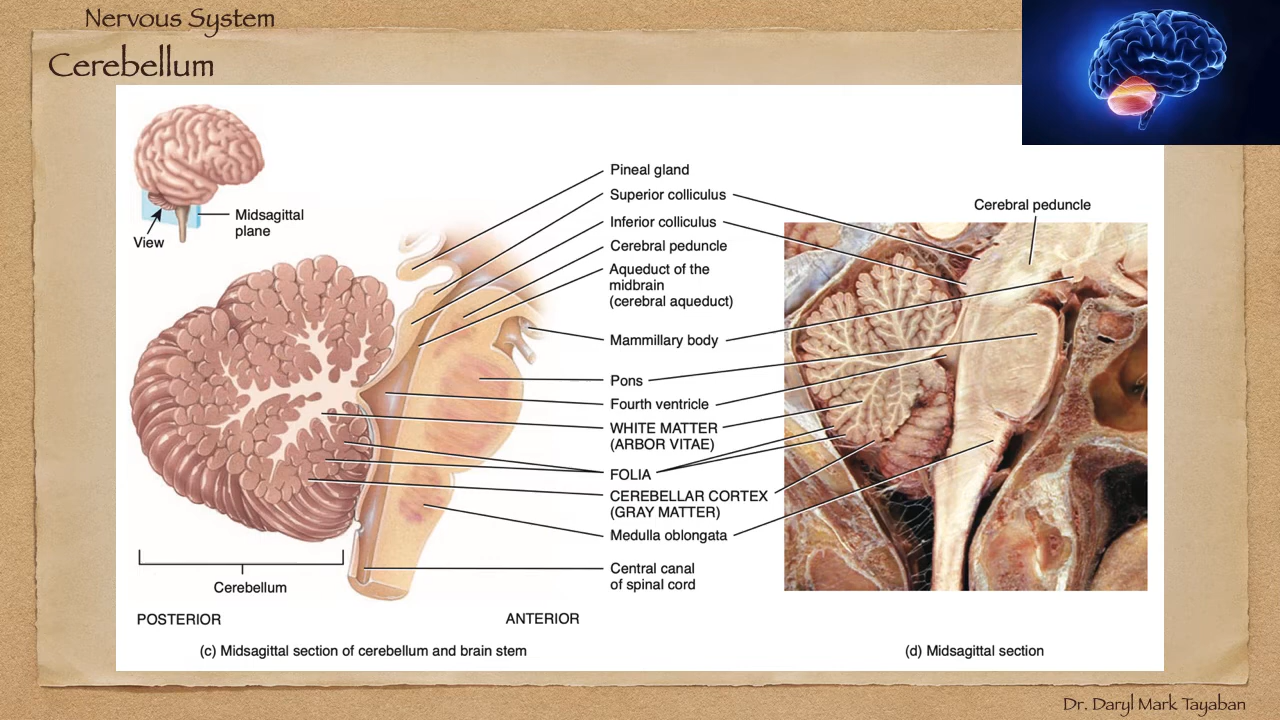 Nervous System
Cerebellum
Midsagittal
plane
View
Pineal gland
Superior colliculus
Inferior colliculus
Cerebral peduncle
Aqueduct of the
midbrain
(cerebral aqueduct)
Mammillary body
Pons
Fourth ventricle
WHITE MATTER
(ARBOR VITAE)
FOLIA
CEREBELLAR CORTEX
(GRAY MATTER)
Medulla oblongata
Central canal
of spinal cord
Cerebral peduncle
Cerebellum
POSTERIOR
ANTERIOR
(c) Midsagittal section of cerebellum and brain stem
(d) Midsagittal section
Dr. Daryl Mark Tayaban